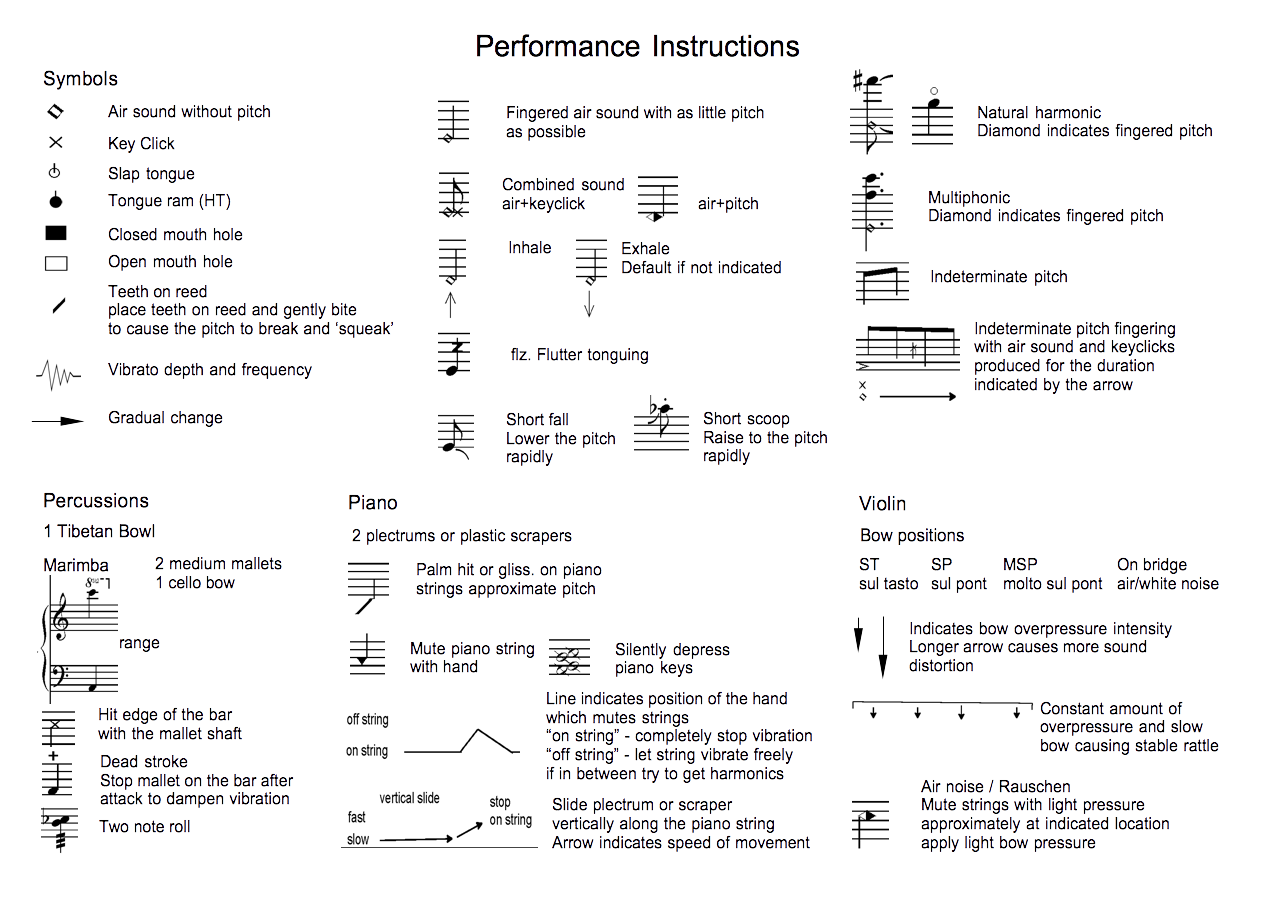 Performance Instructions
Symbols
Air sound without pitch
Key Click
Slap tongue
Tongue ram (HT)
Closed mouth hole
Open mouth hole
Teeth on reed
place teeth on reed and gently bite
to cause the pitch to break and ‘squeak’
Vibrato depth and frequency
Gradual change
Fingered air sound with as little pitch
as possible
Combined sound
air+keyclick
air+pitch
Inhale
Exhale
Default if not indicated
flz. Flutter tonguing
Short fall
Lower the pitch
rapidly
Short scoop
Raise to the pitch
rapidly
Natural harmonic
Diamond indicates fingered pitch
Multiphonic
Diamond indicates fingered pitch
Indeterminate pitch
Indeterminate pitch fingering
with air sound and keyclicks
produced for the duration
indicated by the arrow
Percussions
1 Tibetan Bowl
Marimba
2 medium mallets
1 cello bow
8va
range
Hit edge of the bar
with the mallet shaft
Dead stroke
Stop mallet on the bar after
attack to dampen vibration
Two note roll
Piano
2 plectrums or plastic scrapers
Palm hit or gliss. on piano
strings approximate pitch
Mute piano string
with hand
Silently depress
piano keys
off string
on string
Line indicates position of the hand
which mutes strings
“on string” - completely stop vibration
“off string” - let string vibrate freely
if in between try to get harmonics
vertical slide
fast
slow
stop
on string
Slide plectrum or scraper
vertically along the piano string
Arrow indicates speed of movement
Violin
Bow positions
ST SP MSP On bridge
sul tasto sul pont molto sul pont air/white noise
Indicates bow overpressure intensity
Longer arrow causes more sound
distortion
Constant amount of
overpressure and slow
bow causing stable rattle
Air noise / Rauschen
Mute strings with light pressure
approximately at indicated location
apply light bow pressure